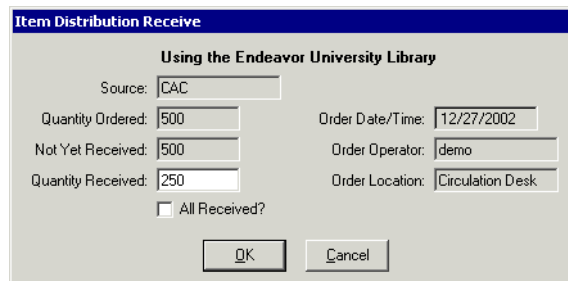 Item Distribution Receive
Using the Endeavor University Library
Source: CAC
Quantity Ordered: 500 Order Date/Time: 12/27/2002
Not Yet Received: 500 Order Operator: demo
Quantity Received: 250 Order Location: Circulation Desk
All Received?
OK Cancel